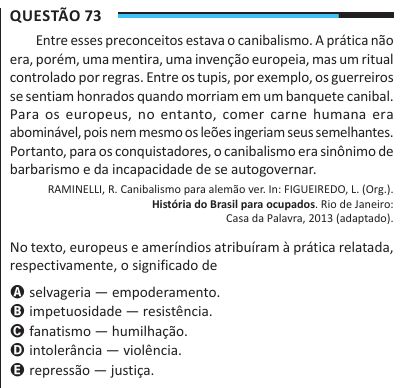 QUESTÃO 73
Entre esses preconceitos estava o canibalismo. A prática não
era, porém, uma mentira, uma invenção europeia, mas um ritual
controlado por regras. Entre os tupis, por exemplo, os guerreiros
se sentiam honrados quando morriam em um banquete canibal.
Para os europeus, no entanto, comer carne humana era
abominável, pois nem mesmo os leões ingeriam seus semelhantes.
Portanto, para os conquistadores, o canibalismo era sinônimo de
barbarismo e da incapacidade de se autogovernar.
RAMINELLI, R. Canibalismo para alemão ver. In: FIGUEIREDO, L. (Org.).
História do Brasil para ocupados. Rio de Janeiro:
Casa da Palavra, 2013 (adaptado).
No texto, europeus e ameríndios atribuíram à prática relatada,
respectivamente, o significado de
A selvageria — empoderamento.
B impetuosidade — resistência.
C fanatismo — humilhação.
D intolerância — violência.
E repressão — justiça.